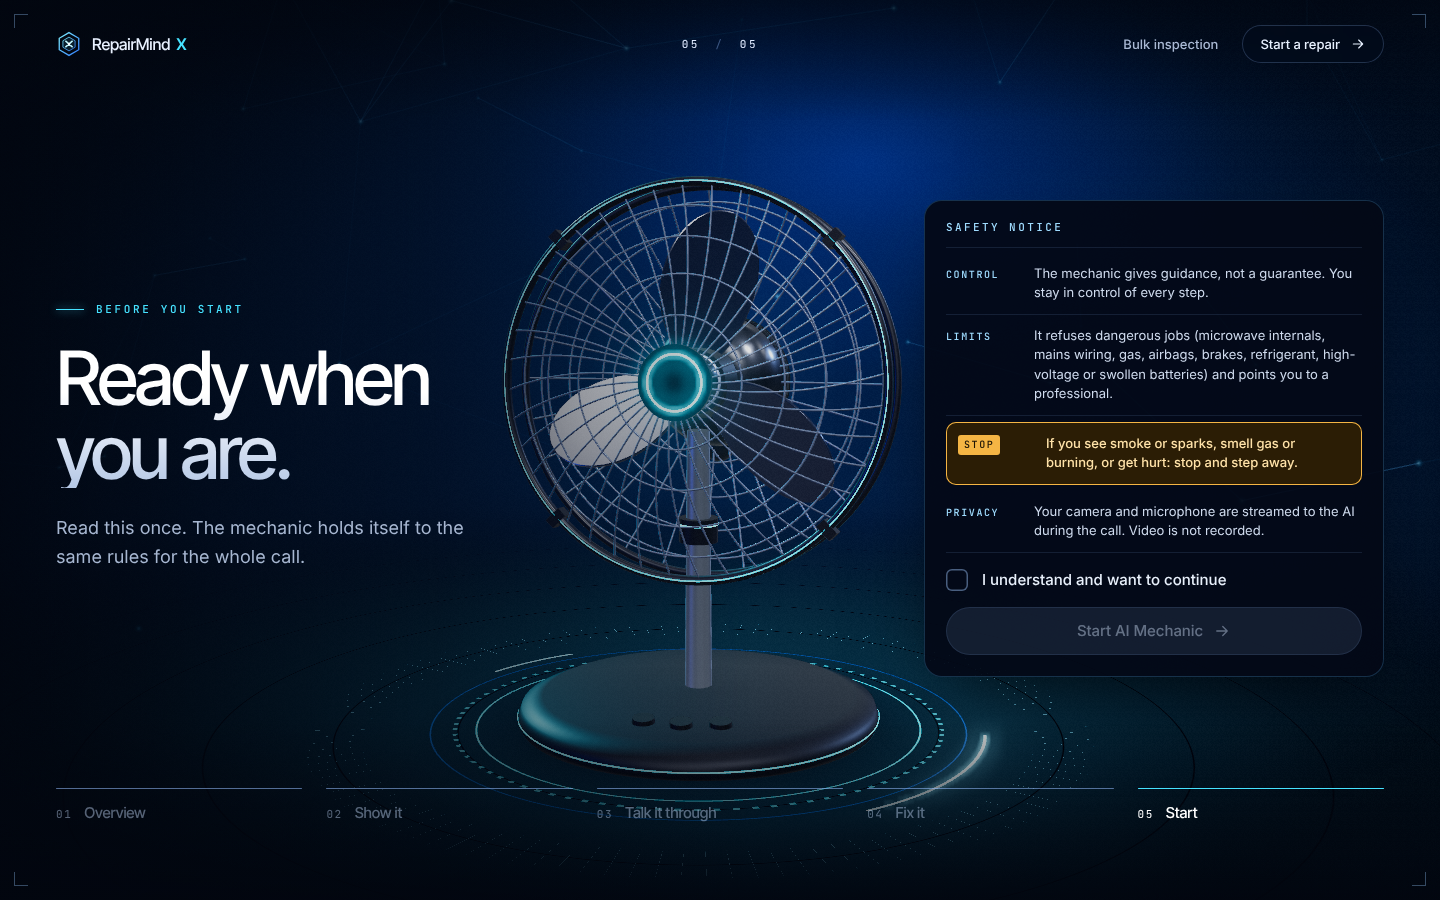 RepairMind X
05 / 05
Bulk inspection
Start a repair →
BEFORE YOU START
Ready when
you are.
Read this once. The mechanic holds itself to the
same rules for the whole call.
SAFETY NOTICE
CONTROL
The mechanic gives guidance, not a guarantee. You
stay in control of every step.
LIMITS
It refuses dangerous jobs (microwave internals,
mains wiring, gas, airbags, brakes, refrigerant, high-
voltage or swollen batteries) and points you to a
professional.
STOP
If you see smoke or sparks, smell gas or
burning, or get hurt: stop and step away.
PRIVACY
Your camera and microphone are streamed to the AI
during the call. Video is not recorded.
I understand and want to continue
Start AI Mechanic →
01 Overview
02 Show it
03 Talk it through
04 Fix it
05 Start